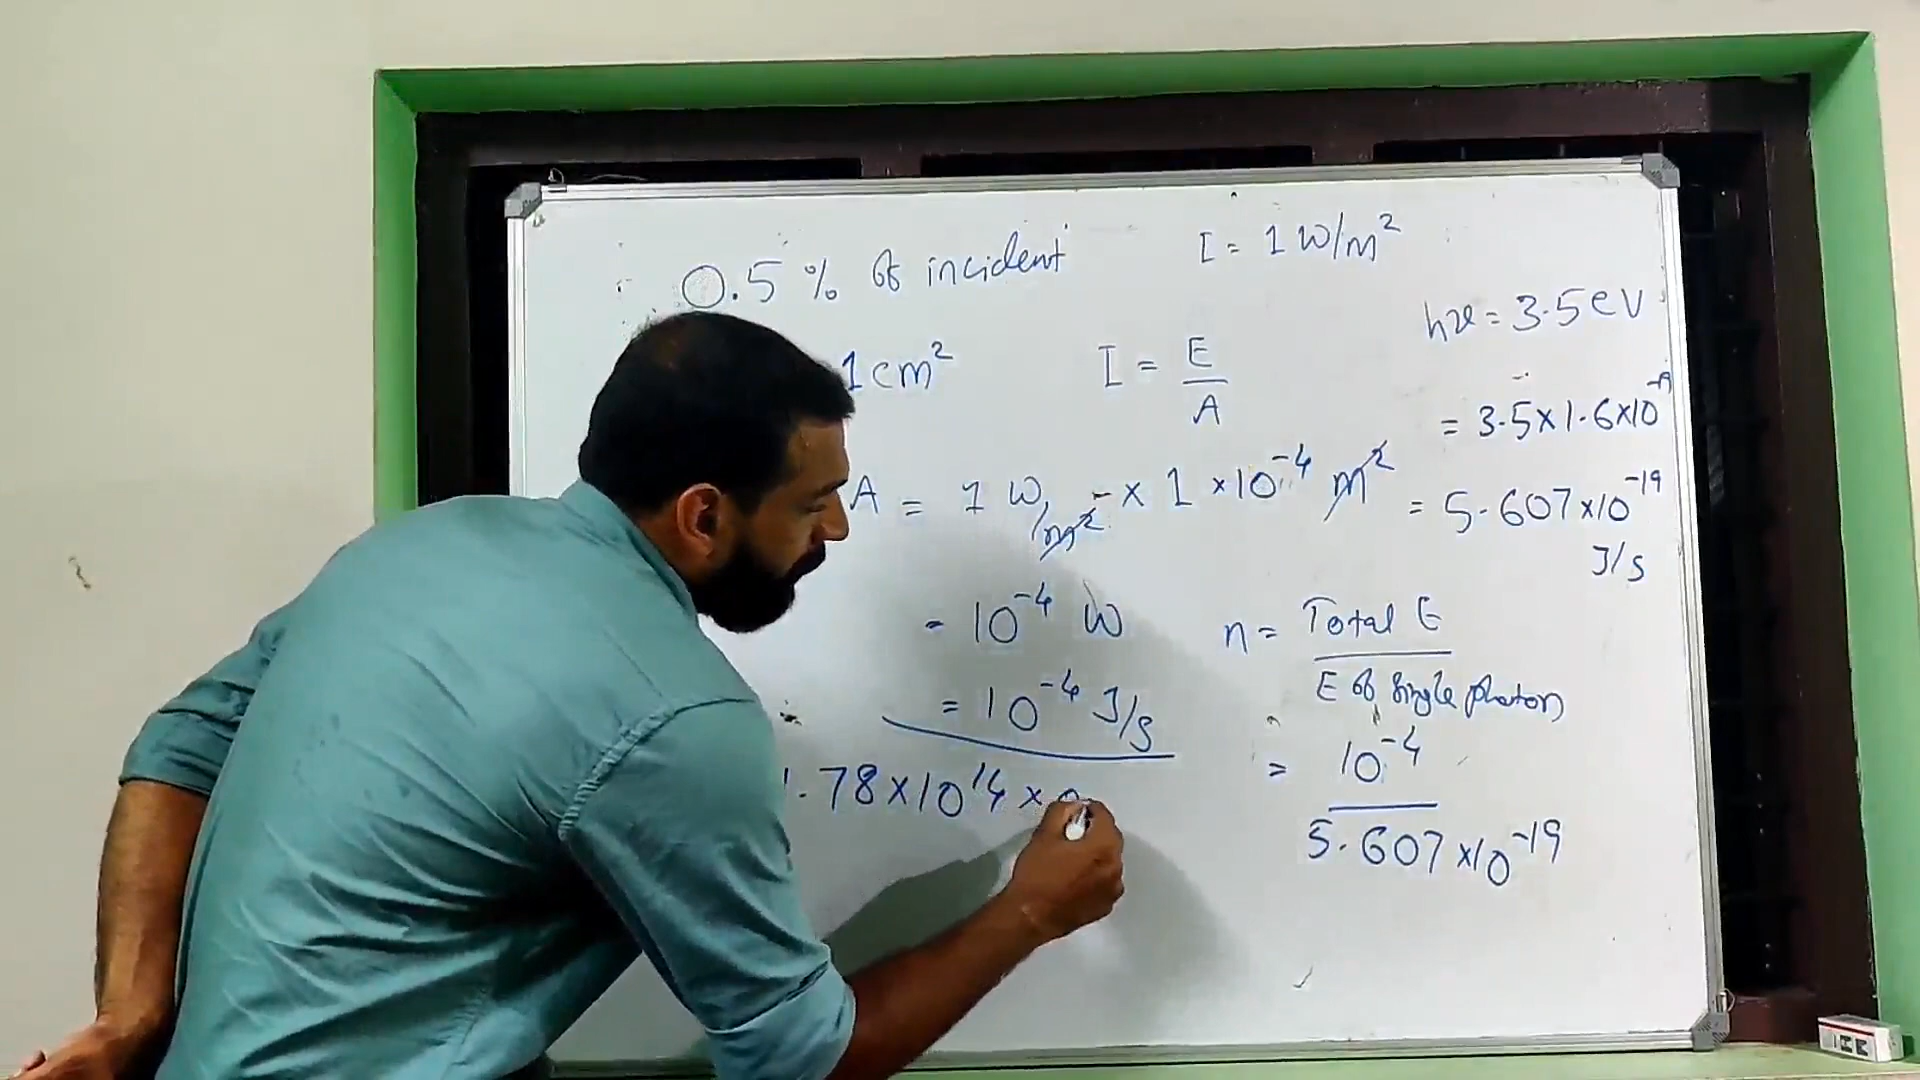 0.5 % of incident
I = 1 W/m²
hν = 3.5 eV
1 cm²
I = E / A
= 3.5 × 1.6 × 10⁻¹⁹
A = 1 W/m² × 1 × 10⁻⁴ m²
= 5.607 × 10⁻¹⁹ J/s
= 10⁻⁴ W
= 10⁻⁴ J/s
n = Total E / E of single photon
= 10⁻⁴ / 5.607 × 10⁻¹⁹
1.78 × 10¹⁴ × 0